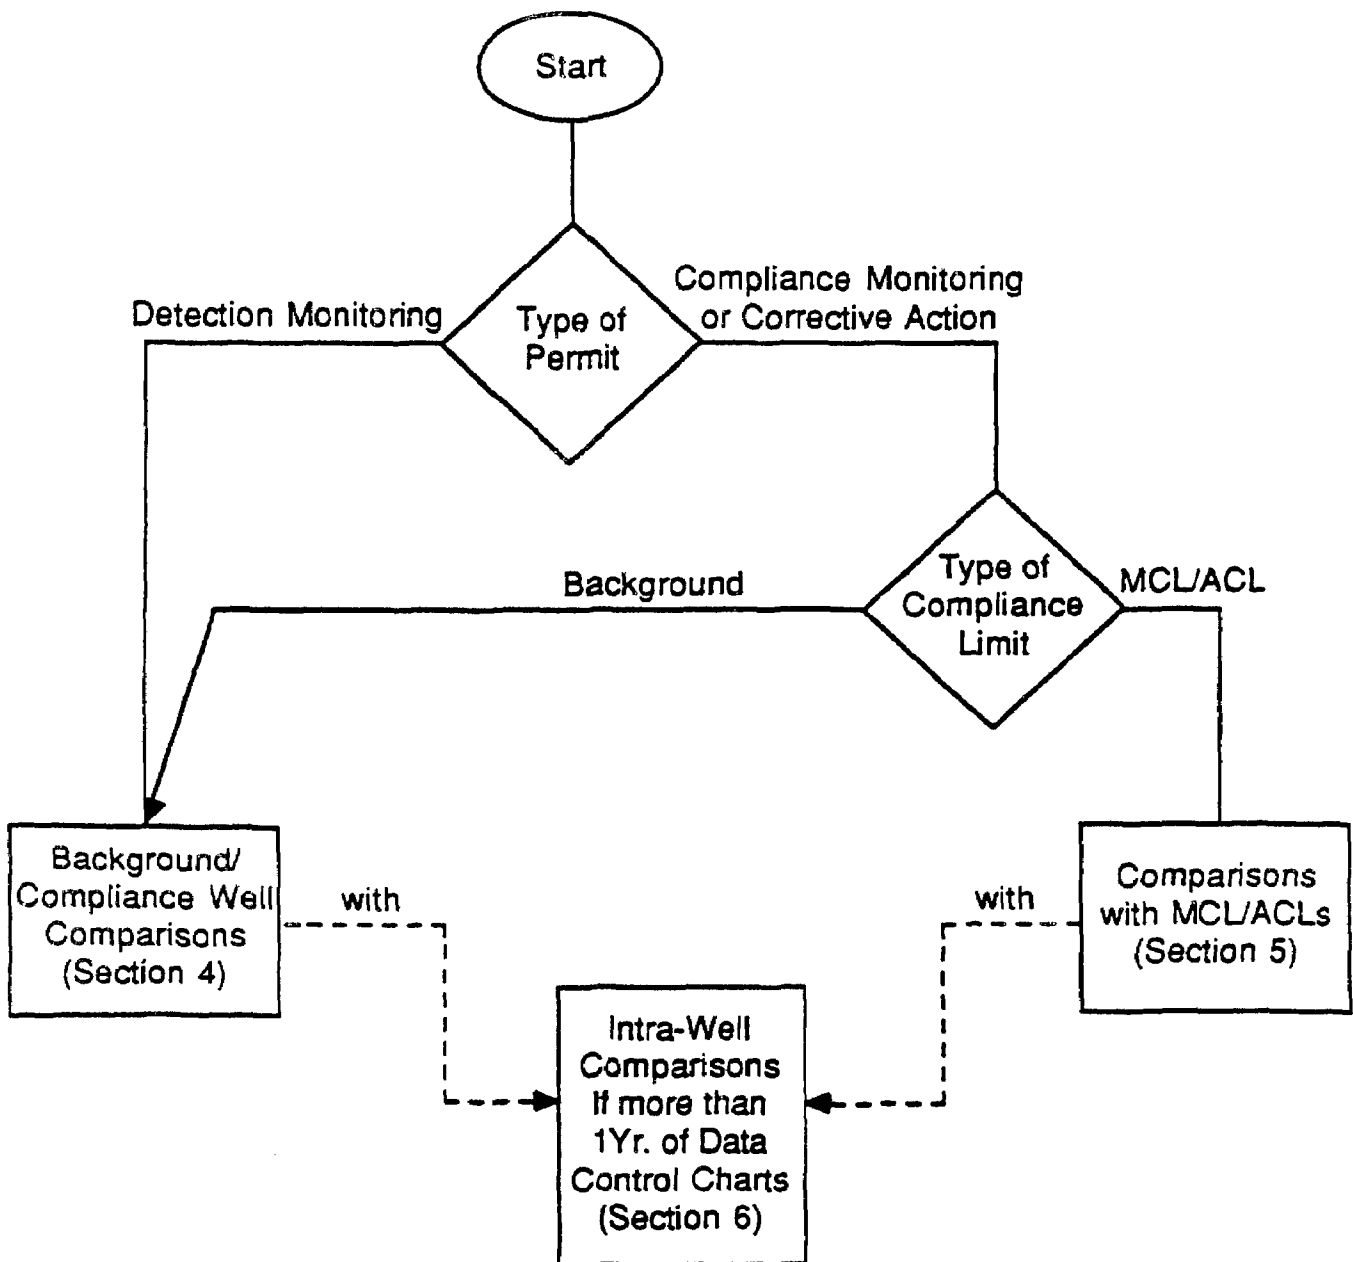 Start
Detection Monitoring
Type of
Permit
Compliance Monitoring
or Corrective Action
Background
Type of
Compliance
Limit
MCL/ACL
Background/
Compliance Well
Comparisons
(Section 4)
with
with
Comparisons
with MCL/ACLs
(Section 5)
Intra-Well
Comparisons
If more than
1Yr. of Data
Control Charts
(Section 6)